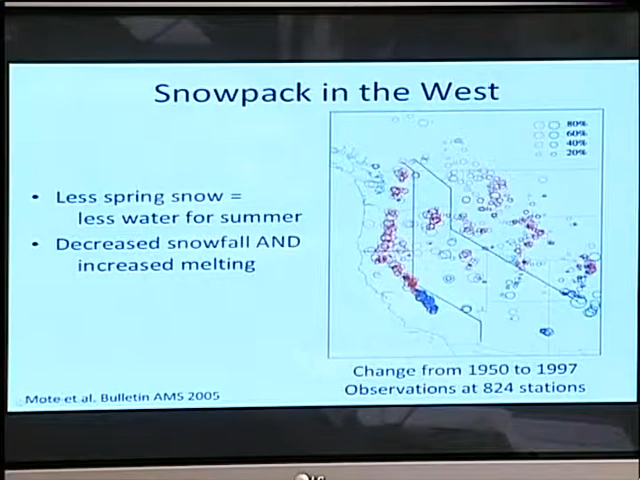 Snowpack in the West
80%
60%
40%
20%
• Less spring snow =
less water for summer
• Decreased snowfall AND
increased melting
Change from 1950 to 1997
Observations at 824 stations
Mote et al. Bulletin AMS 2005
LG